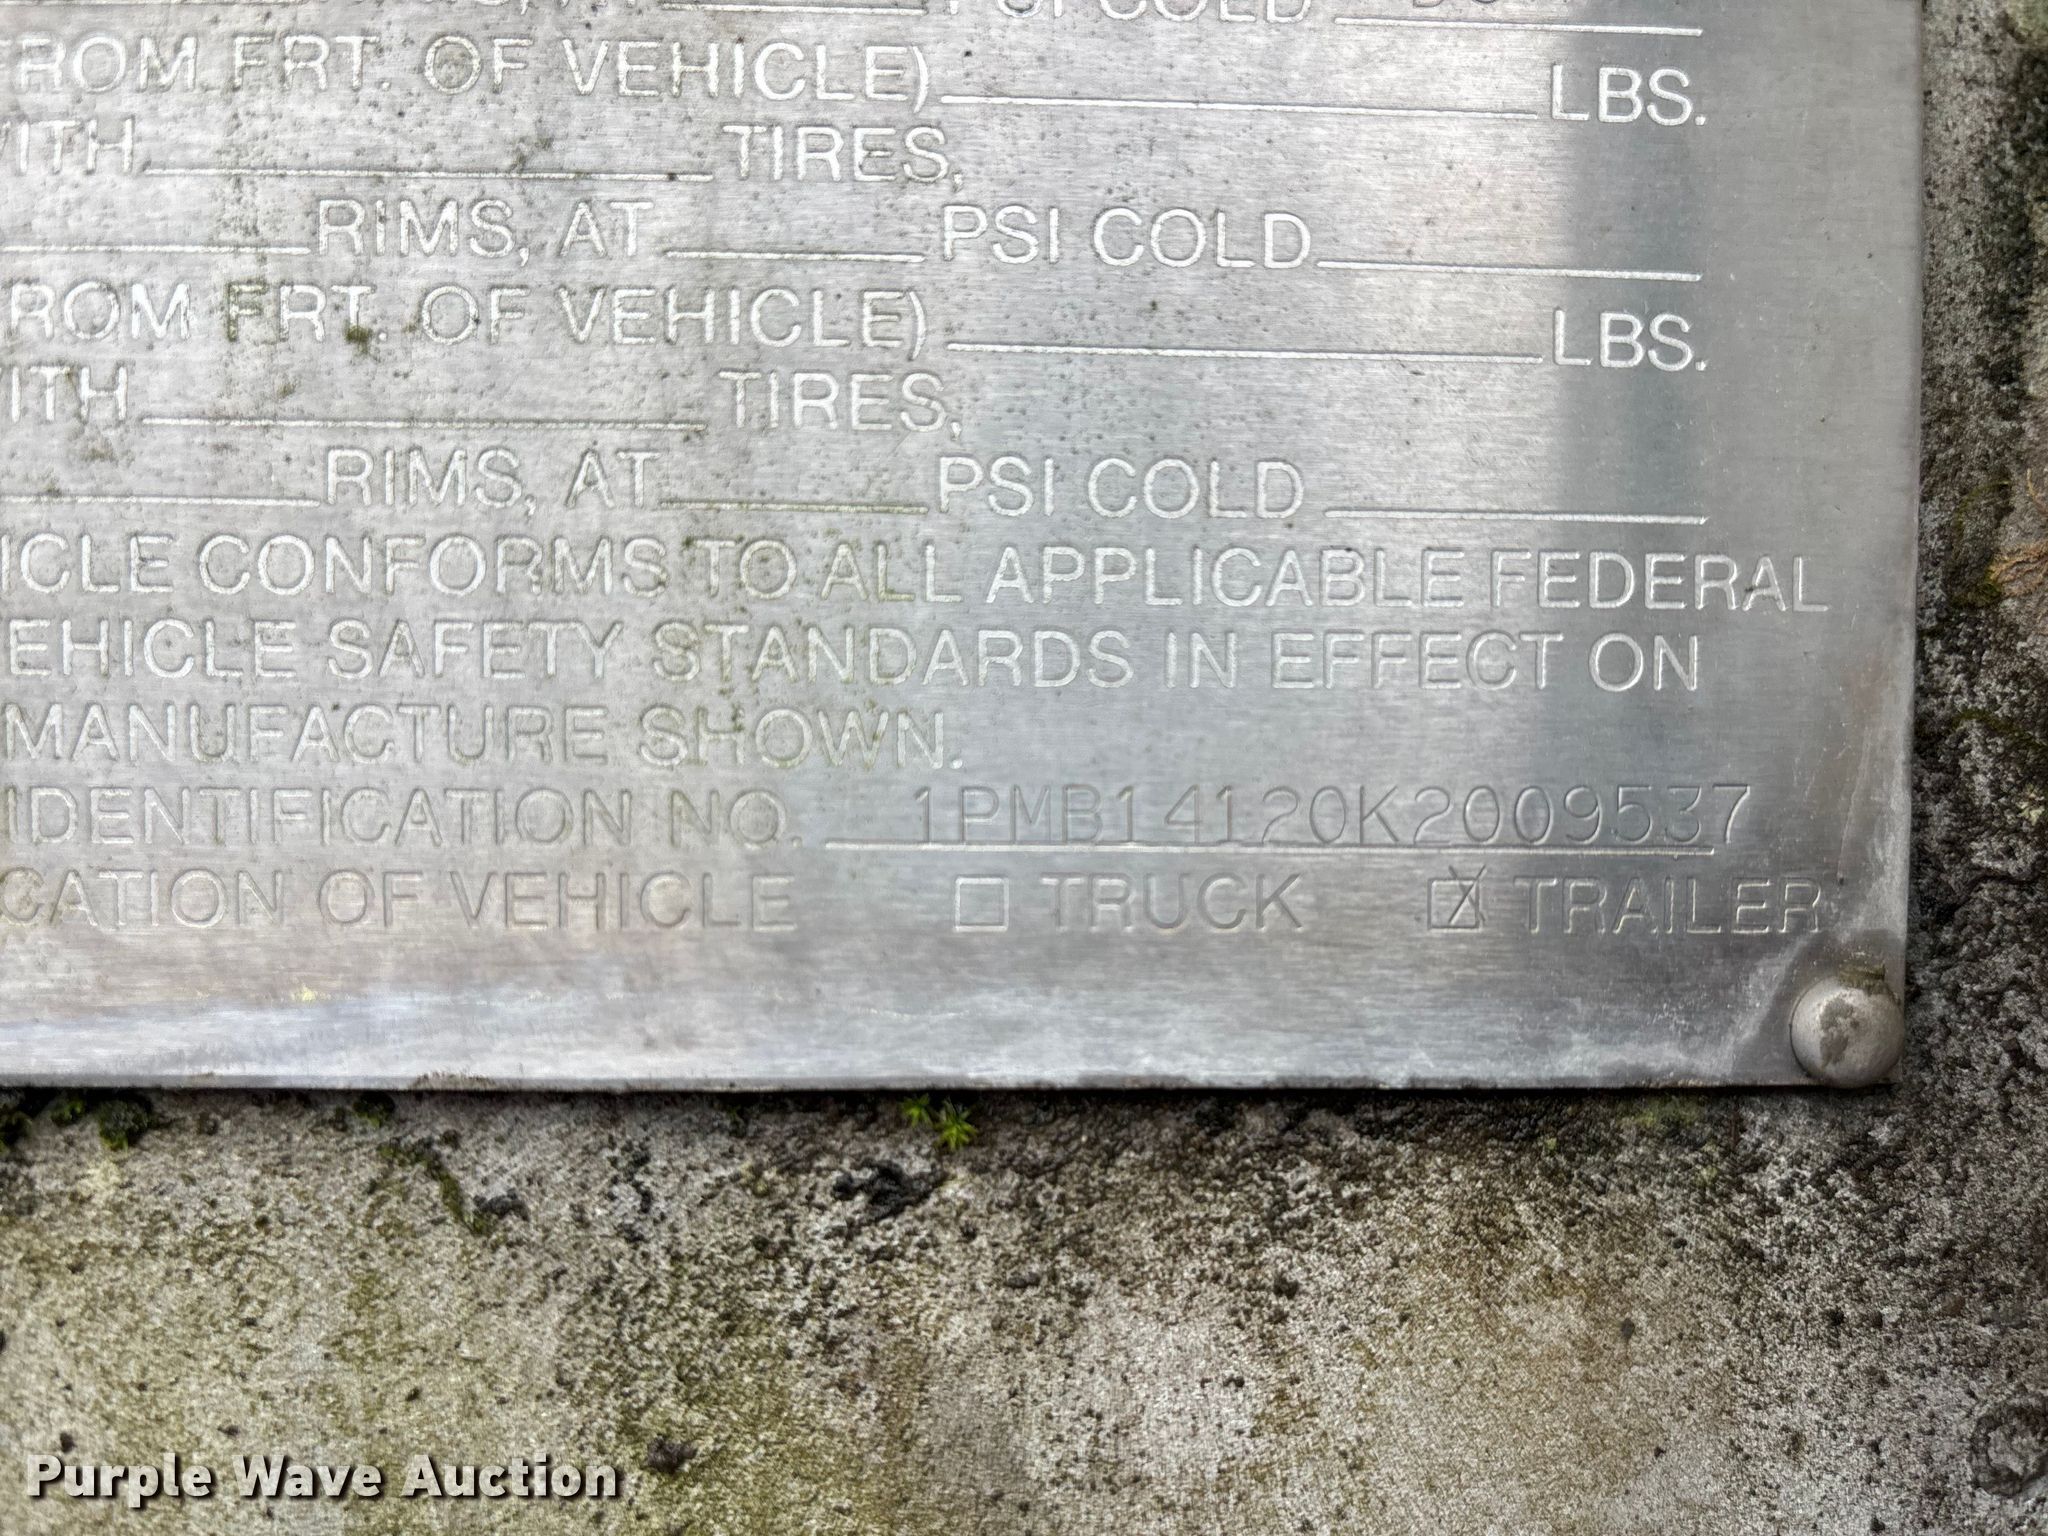 PSI COLD
ROM FRT. OF VEHICLE) LBS.
ITH TIRES,
RIMS, AT PSI COLD
ROM FRT. OF VEHICLE) LBS.
ITH TIRES,
RIMS, AT PSI COLD
ICLE CONFORMS TO ALL APPLICABLE FEDERAL
EHICLE SAFETY STANDARDS IN EFFECT ON
MANUFACTURE SHOWN.
IDENTIFICATION NO. 1PMB14120K2009537
CATION OF VEHICLE TRUCK TRAILER
Purple Wave Auction